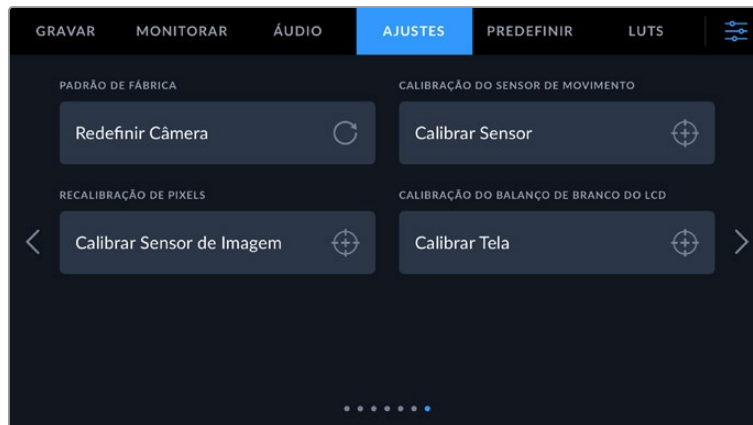 GRAVAR MONITORAR ÁUDIO AJUSTES PREDEFINIR LUTS
PADRÃO DE FÁBRICA
Redefinir Câmera
CALIBRAÇÃO DO SENSOR DE MOVIMENTO
Calibrar Sensor
RECALIBRAÇÃO DE PIXELS
Calibrar Sensor de Imagem
CALIBRAÇÃO DO BALANÇO DE BRANCO DO LCD
Calibrar Tela